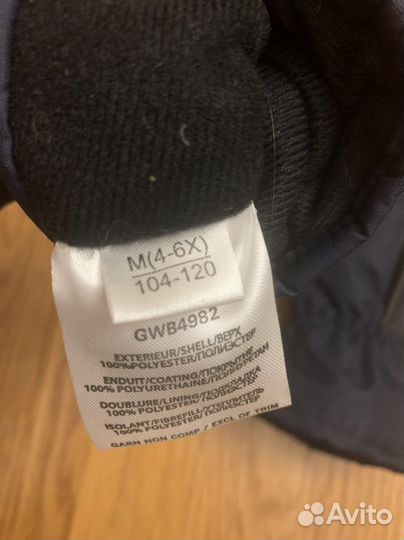 M(4-6X)
104-120
GWB4982
EXTERIEUR/SHELL/ВЕРХ
100%POLYESTER/ПОЛИЭСТЕР
ENDUIT/COATING/ПОКРЫТИЕ
100% POLYURETHANE/ПОЛИУРЕТАН
DOUBLURE/LINING/ПОДКЛАДКА
100% POLYESTER/ПОЛИЭСТЕР
ISOLANT/FIBREFILL/УТЕПЛИТЕЛЬ
100% POLYESTER/ПОЛИЭСТЕР
GARN NON COMP / EXCL OF TRIM
Avito